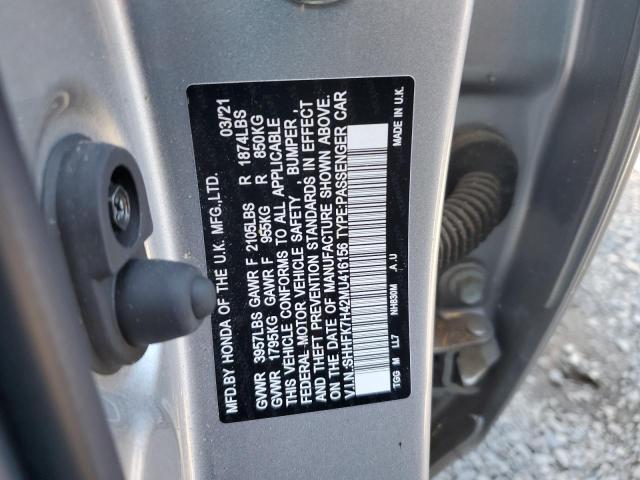 MFD.BY HONDA OF THE U.K. MFG.,LTD. 03/'21
GVWR 3957LBS GAWR F 2105LBS R 1874LBS
GVWR 1795KG GAWR F 955KG R 850KG
THIS VEHICLE CONFORMS TO ALL APPLICABLE
FEDERAL MOTOR VEHICLE SAFETY , BUMPER ,
AND THEFT PREVENTION STANDARDS IN EFFECT
ON THE DATE OF MANUFACTURE SHOWN ABOVE.
V.I.N.:SHHFK7H42MU416156 TYPE:PASSENGER CAR
TGG M LL7 NH830M A.U MADE IN U.K.